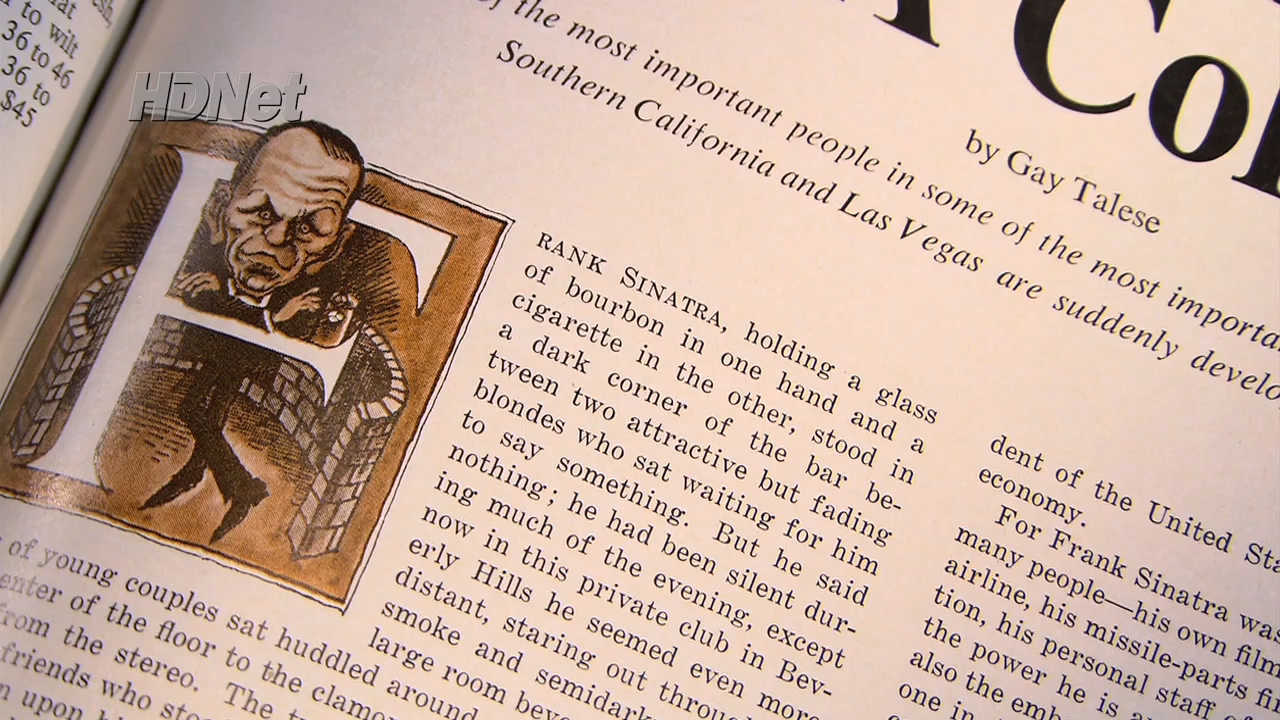 to wilt
36 to 46
36 to
$45
HDNet
Col
by Gay Talese
of the most important people in some of the most importa
Southern California and Las Vegas are suddenly develo
FRANK SINATRA, holding a glass
of bourbon in one hand and a
cigarette in the other, stood in
a dark corner of the bar be-
tween two attractive but fading
blondes who sat waiting for him
to say something. But he said
nothing; he had been silent dur-
ing much of the evening, except
now in this private club in Bev-
erly Hills he seemed even more
distant, staring out through
smoke and semidark
large room beyo
of young couples sat huddled around
enter of the floor to the clamo
from the stereo. The tw
friends who stoo
n upon hi
dent of the United Sta
economy.
For Frank Sinatra was
many people—his own film
airline, his missile-parts fi
tion, his personal staff of
the power he is a
also the emb
one in